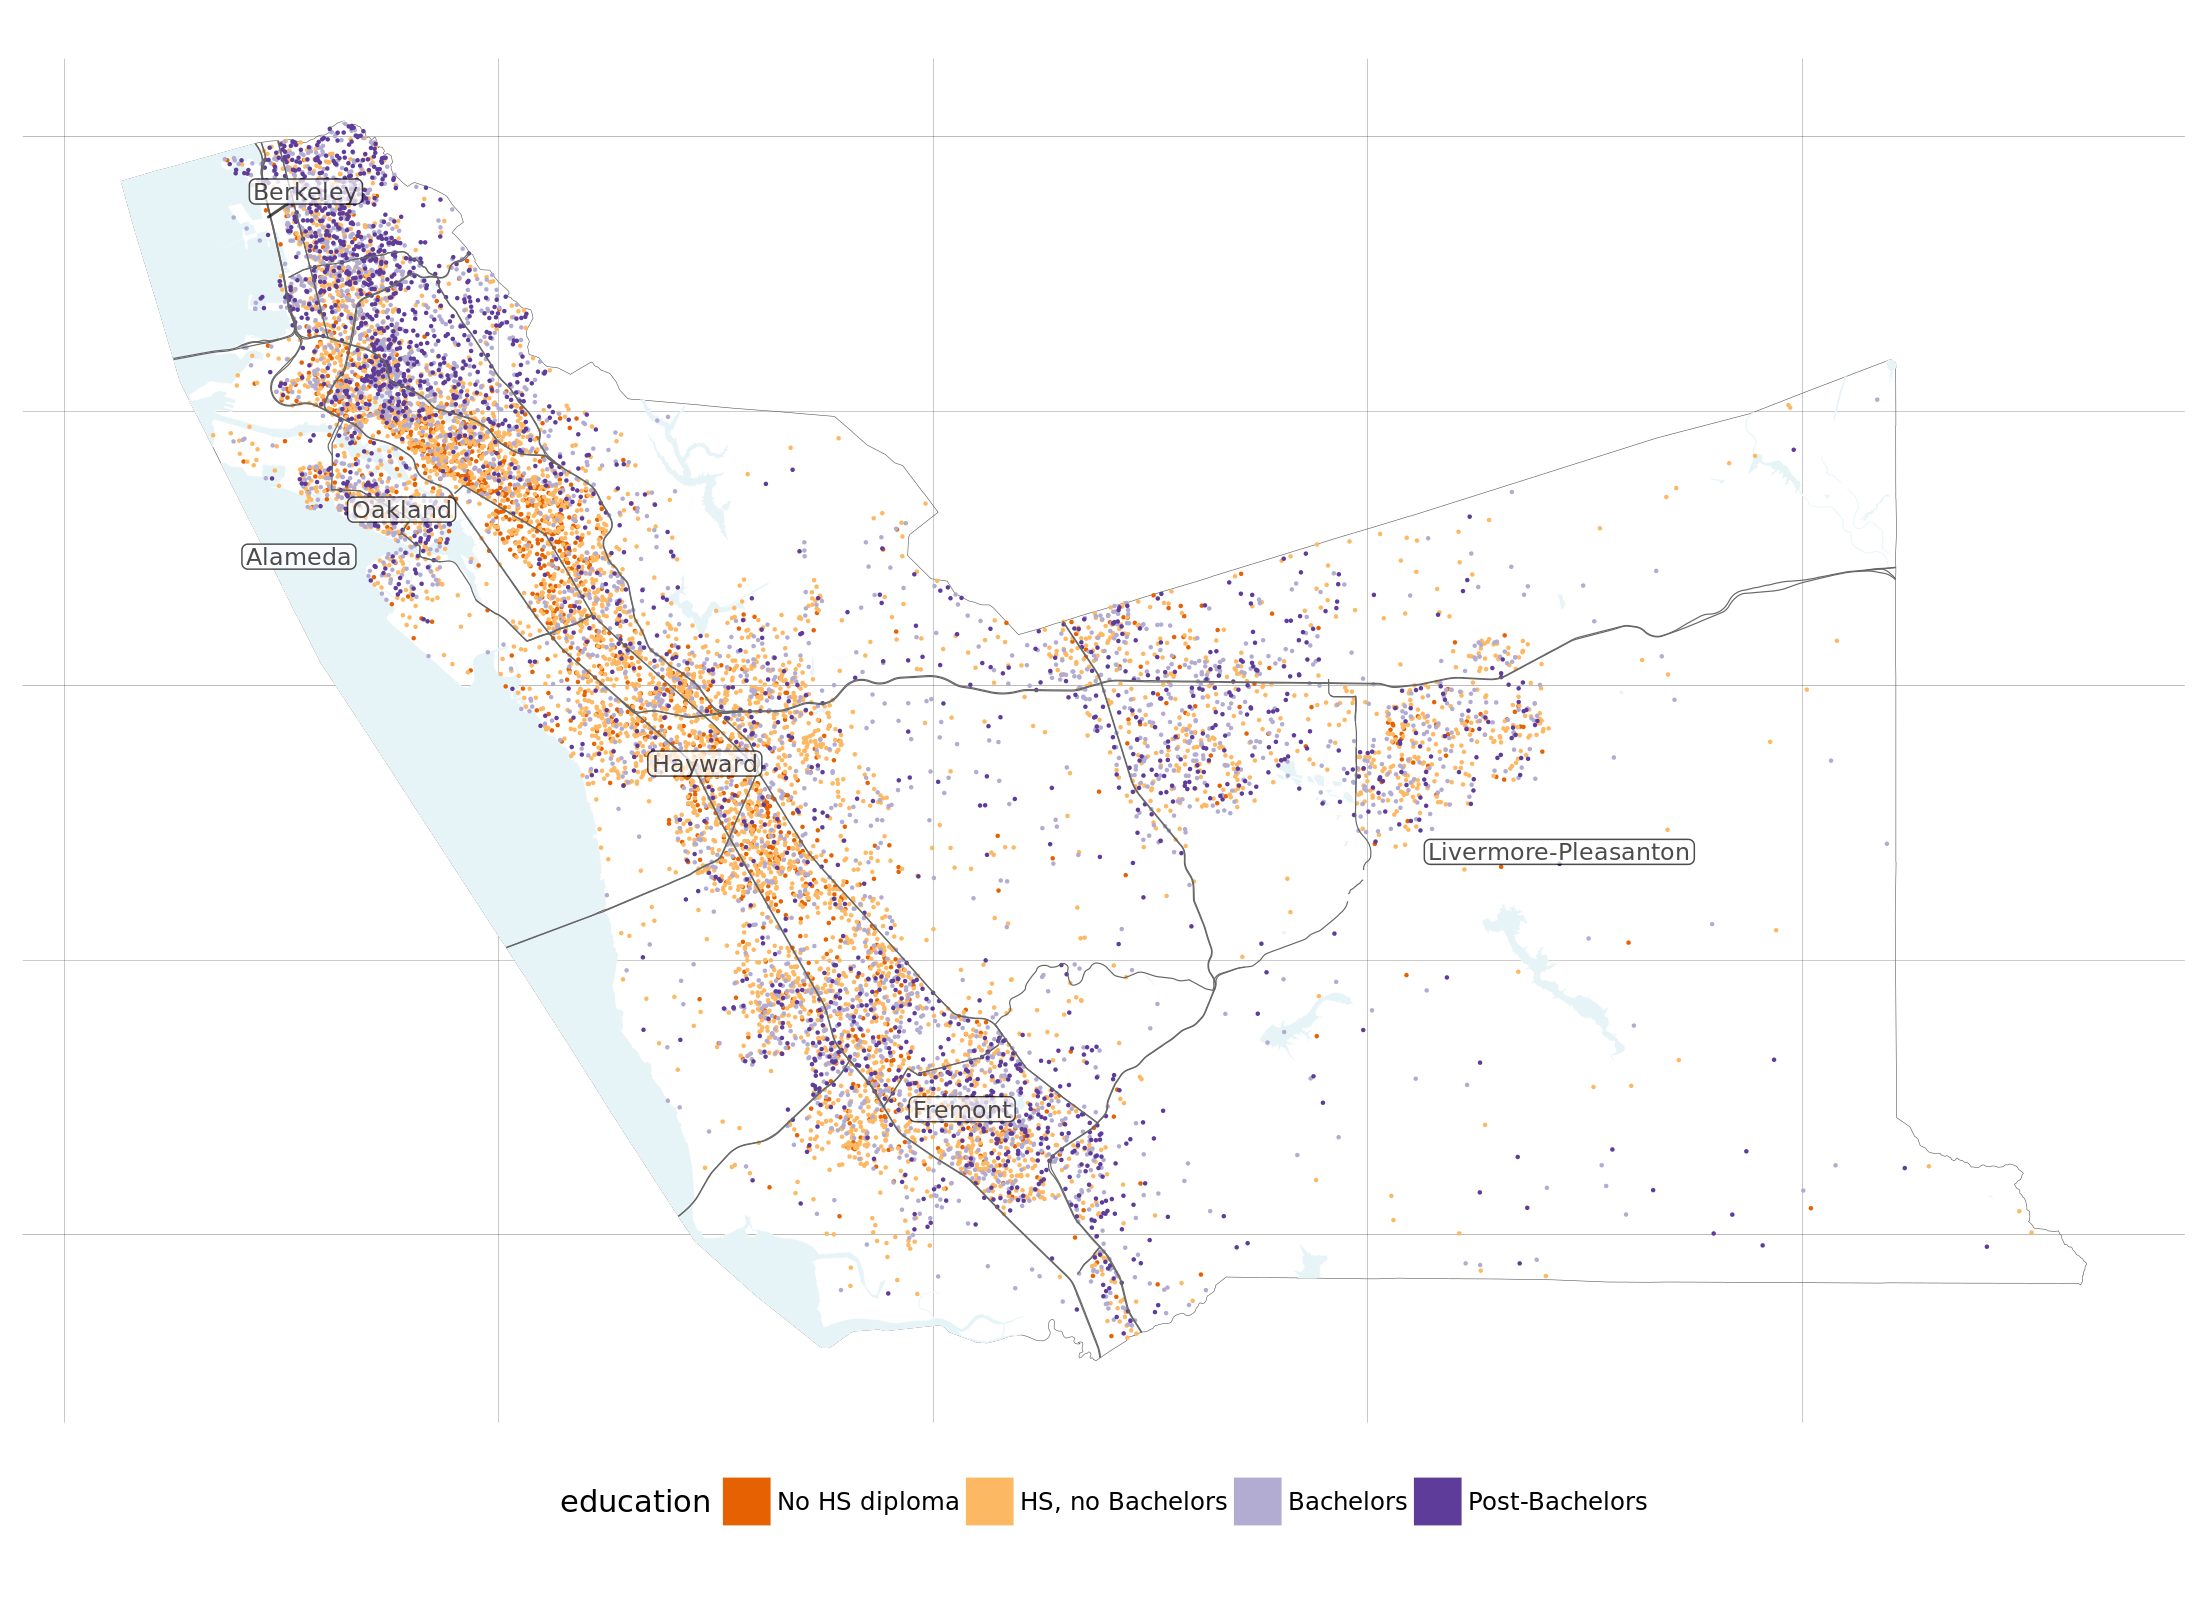 Berkeley
Oakland
Alameda
Hayward
Livermore-Pleasanton
Fremont
education No HS diploma HS, no Bachelors Bachelors Post-Bachelors